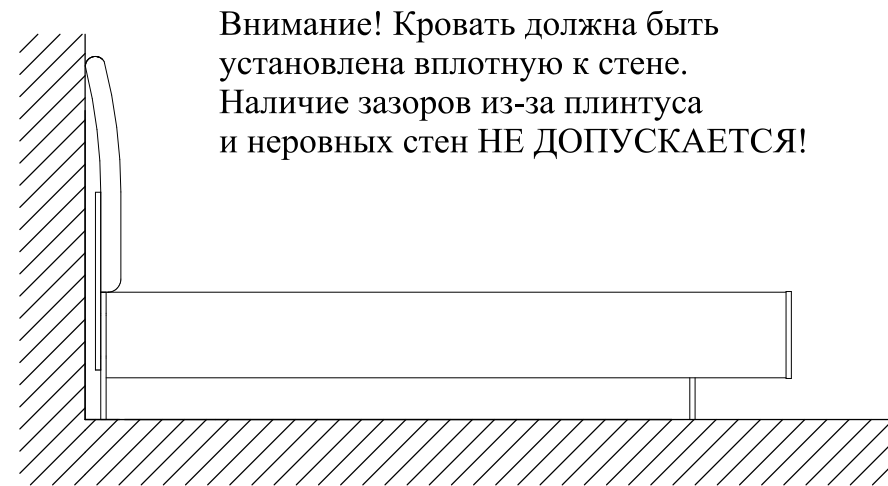 Внимание! Кровать должна быть
установлена вплотную к стене.
Наличие зазоров из-за плинтуса
и неровных стен НЕ ДОПУСКАЕТСЯ!